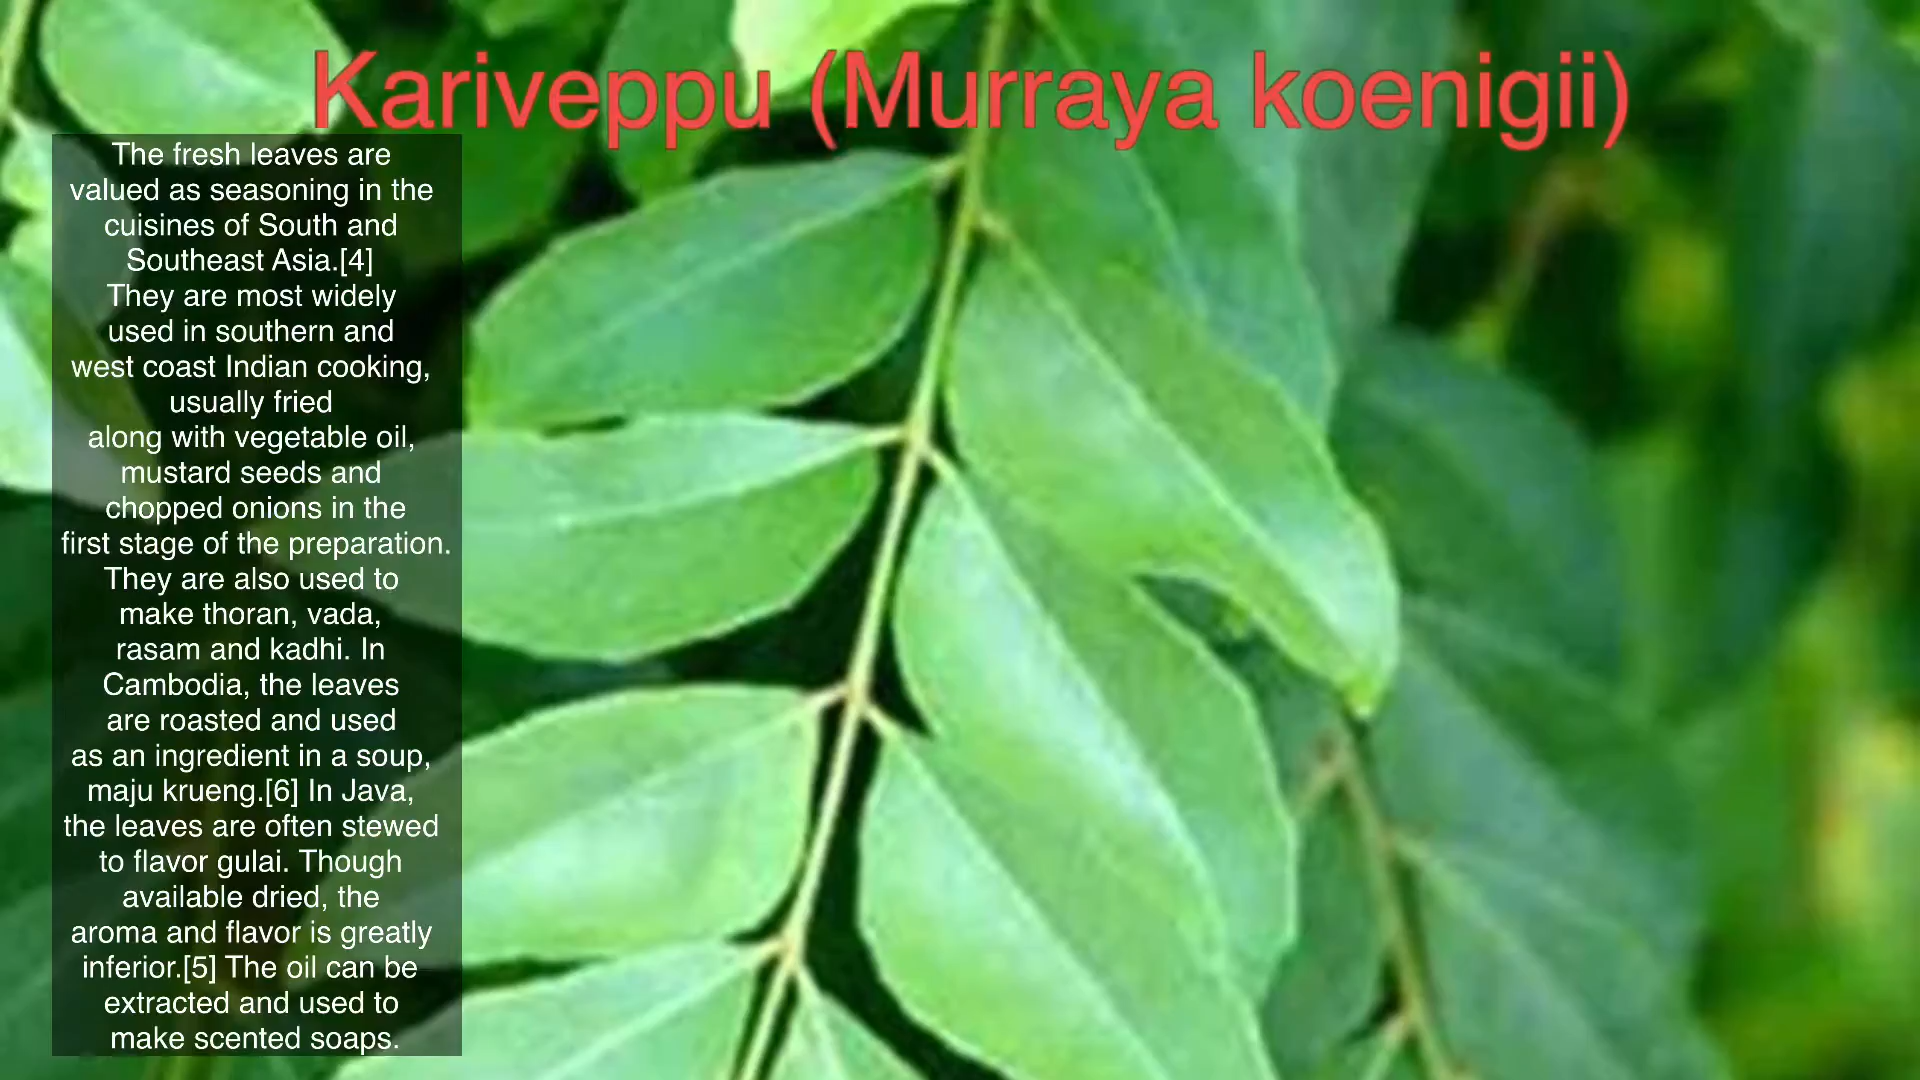 Kariveppu (Murraya koenigii)
The fresh leaves are
valued as seasoning in the
cuisines of South and
Southeast Asia.[4]
They are most widely
used in southern and
west coast Indian cooking,
usually fried
along with vegetable oil,
mustard seeds and
chopped onions in the
first stage of the preparation.
They are also used to
make thoran, vada,
rasam and kadhi. In
Cambodia, the leaves
are roasted and used
as an ingredient in a soup,
maju krueng.[6] In Java,
the leaves are often stewed
to flavor gulai. Though
available dried, the
aroma and flavor is greatly
inferior.[5] The oil can be
extracted and used to
make scented soaps.